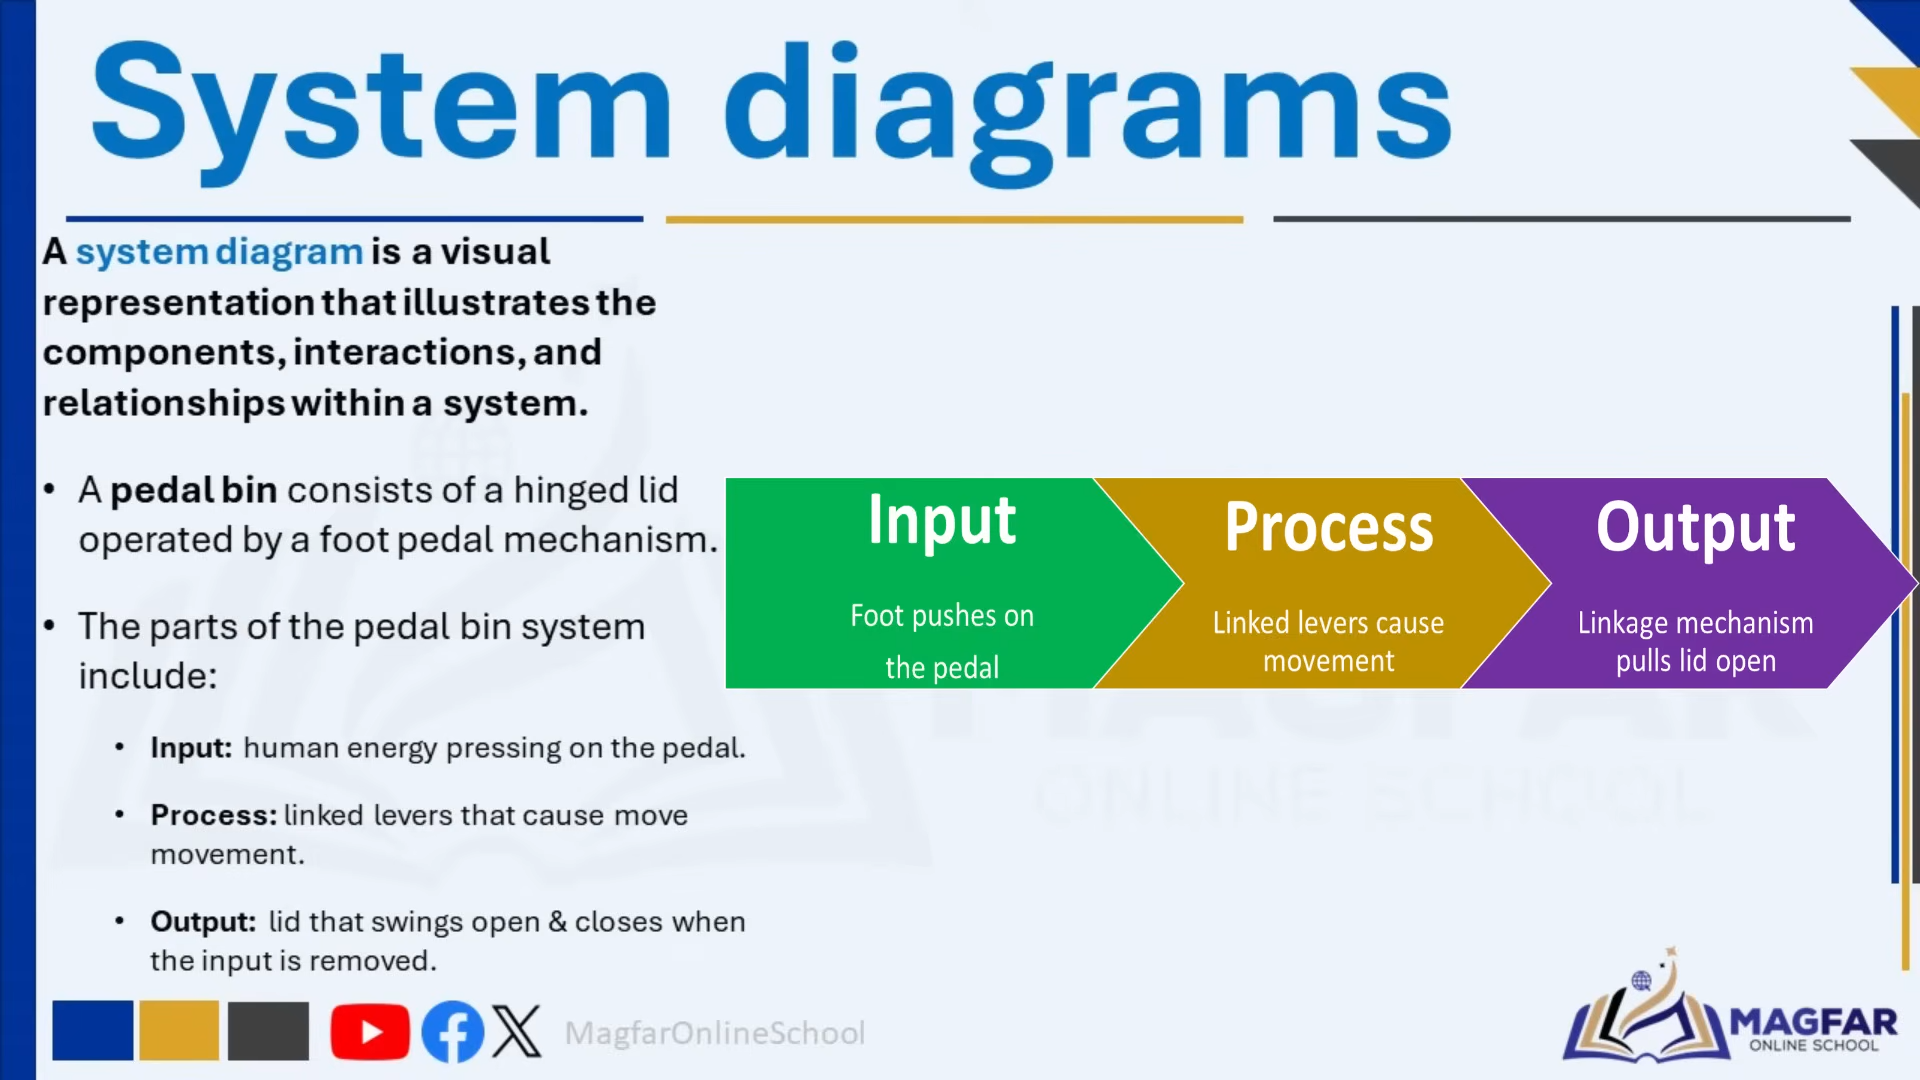 System diagrams
A system diagram is a visual
representation that illustrates the
components, interactions, and
relationships within a system.
• A pedal bin consists of a hinged lid
operated by a foot pedal mechanism.
• The parts of the pedal bin system
include:
• Input: human energy pressing on the pedal.
• Process: linked levers that cause move
movement.
• Output: lid that swings open & closes when
the input is removed.
Input
Foot pushes on
the pedal
Process
Linked levers cause
movement
Output
Linkage mechanism
pulls lid open
MAGFAR
ONLINE SCHOOL
MagfarOnlineSchool
MAGFAR
ONLINE SCHOOL